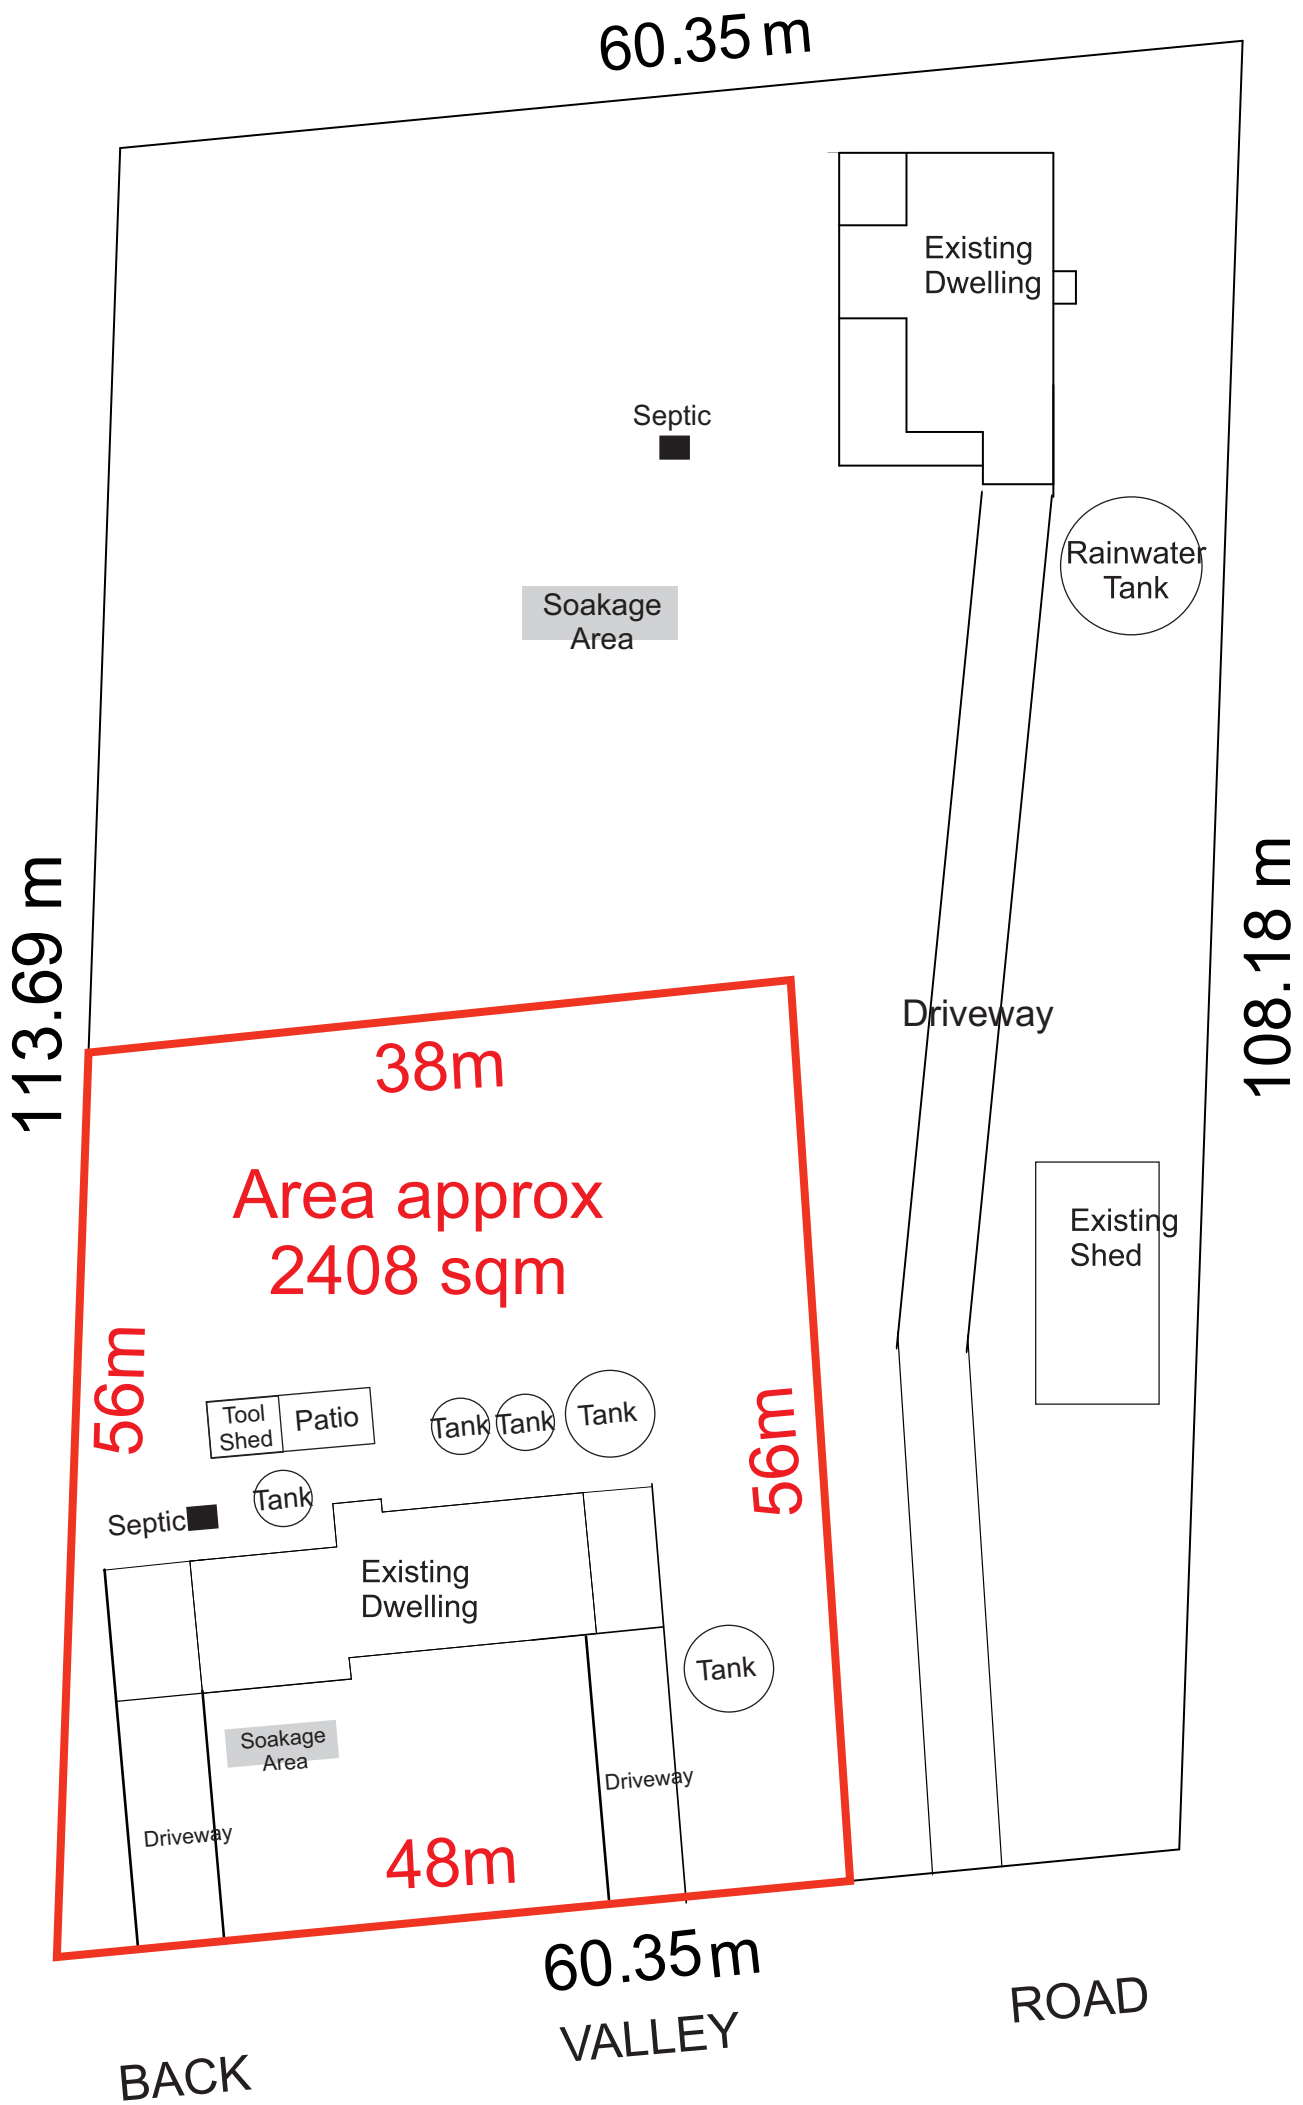 60.35 m
Existing
Dwelling
Septic
Rainwater
Tank
Soakage
Area
113.69 m
108.18 m
Driveway
38m
Area approx
2408 sqm
Existing
Shed
56m
56m
Tool
Shed
Patio
Tank
Tank
Tank
Tank
Septic
Existing
Dwelling
Tank
Soakage
Area
Driveway
Driveway
48m
60.35 m
BACK VALLEY ROAD